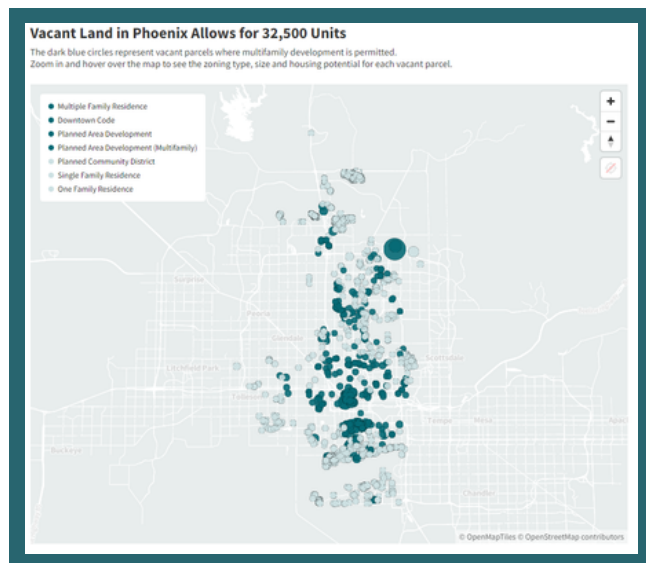 Vacant Land in Phoenix Allows for 32,500 Units
The dark blue circles represent vacant parcels where multifamily development is permitted.
Zoom in and hover over the map to see the zoning type, size and housing potential for each vacant parcel.
Multiple Family Residence
Downtown Code
Planned Area Development
Planned Area Development (Multifamily)
Planned Community District
Single Family Residence
One Family Residence
Surprise
Peoria
Glendale
Scottsdale
Litchfield Park
Tempe
Mesa
Buckeye
Chandler
© OpenMapTiles © OpenStreetMap contributors